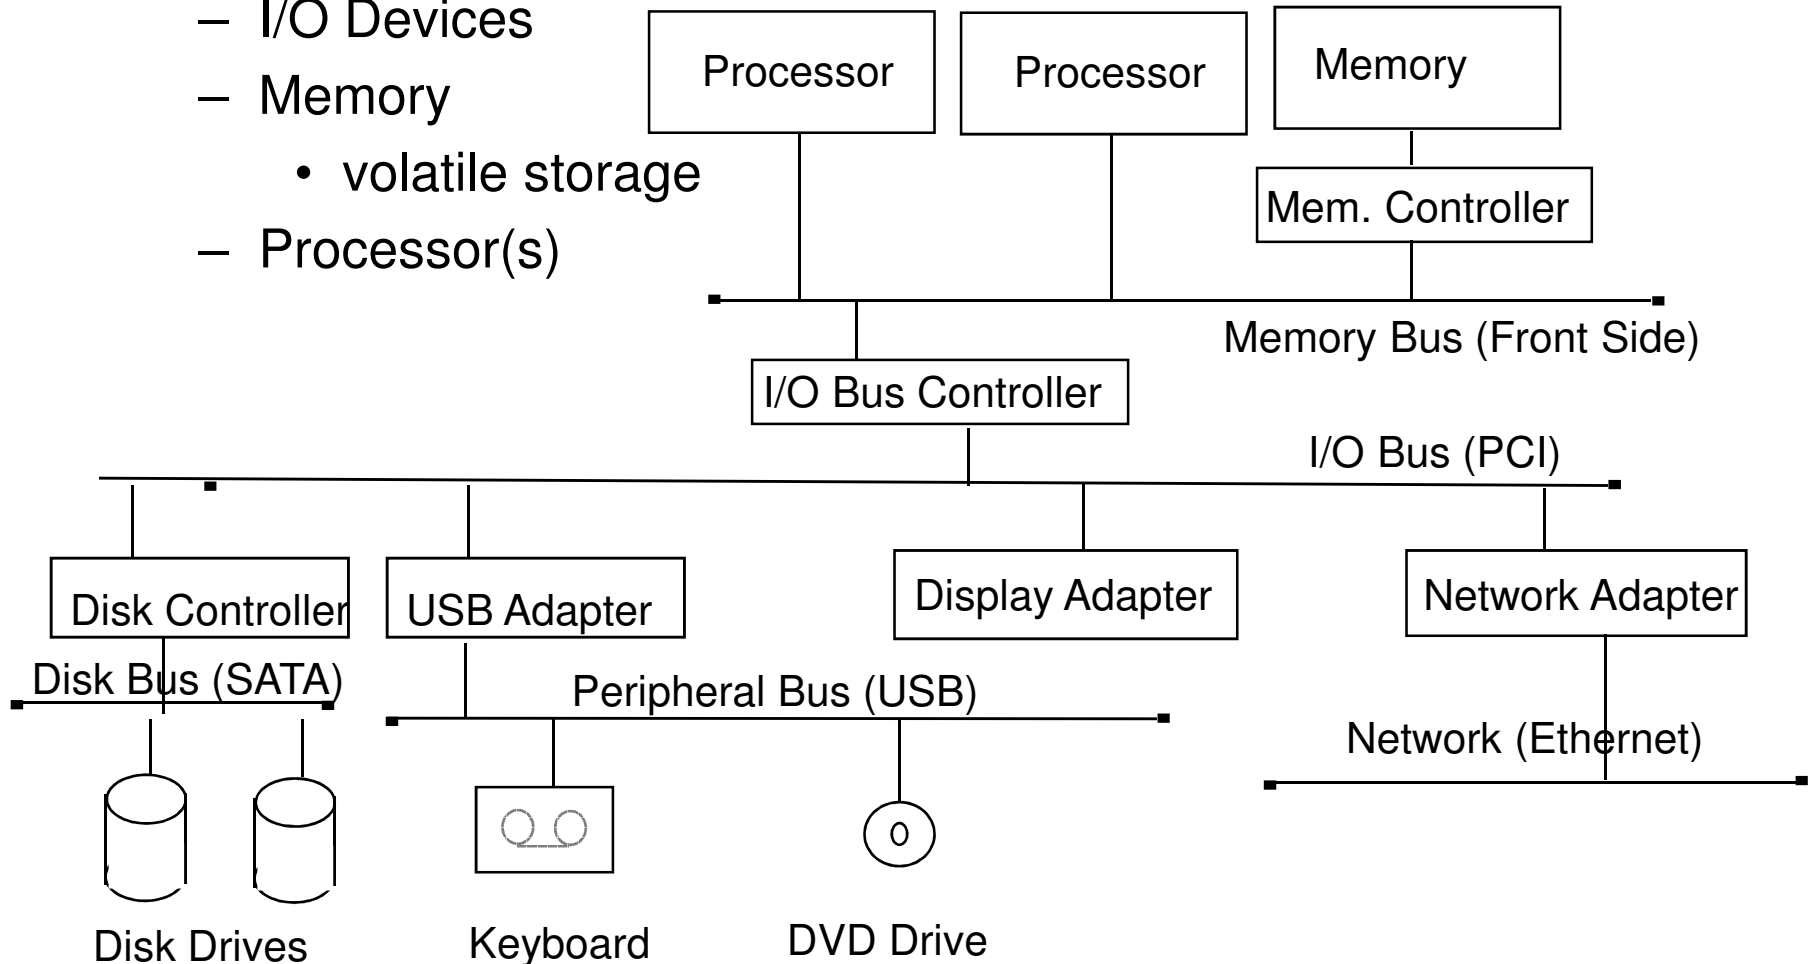 – I/O Devices
– Memory
• volatile storage
– Processor(s)
Processor
Processor
Memory
Mem. Controller
Memory Bus (Front Side)
I/O Bus Controller
I/O Bus (PCI)
Disk Controller
USB Adapter
Display Adapter
Network Adapter
Disk Bus (SATA)
Peripheral Bus (USB)
Network (Ethernet)
Disk Drives
Keyboard
DVD Drive